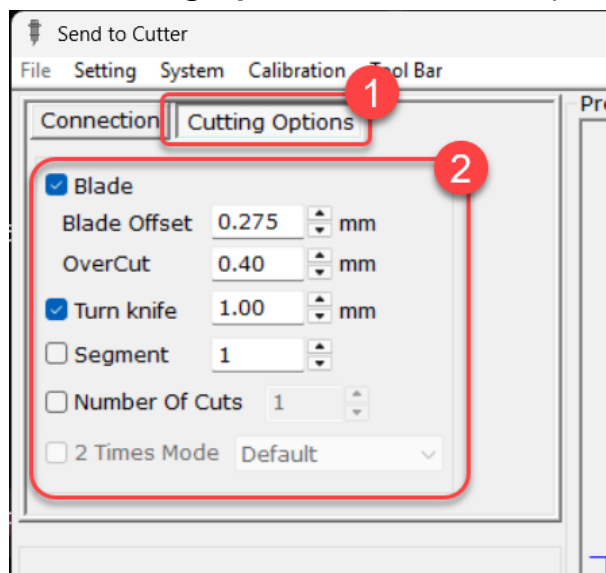 Send to Cutter
File Setting System Calibration Tool Bar
1
Connection Cutting Options
Pr
2
Blade
Blade Offset 0.275 mm
OverCut 0.40 mm
Turn knife 1.00 mm
Segment 1
Number Of Cuts 1
2 Times Mode Default